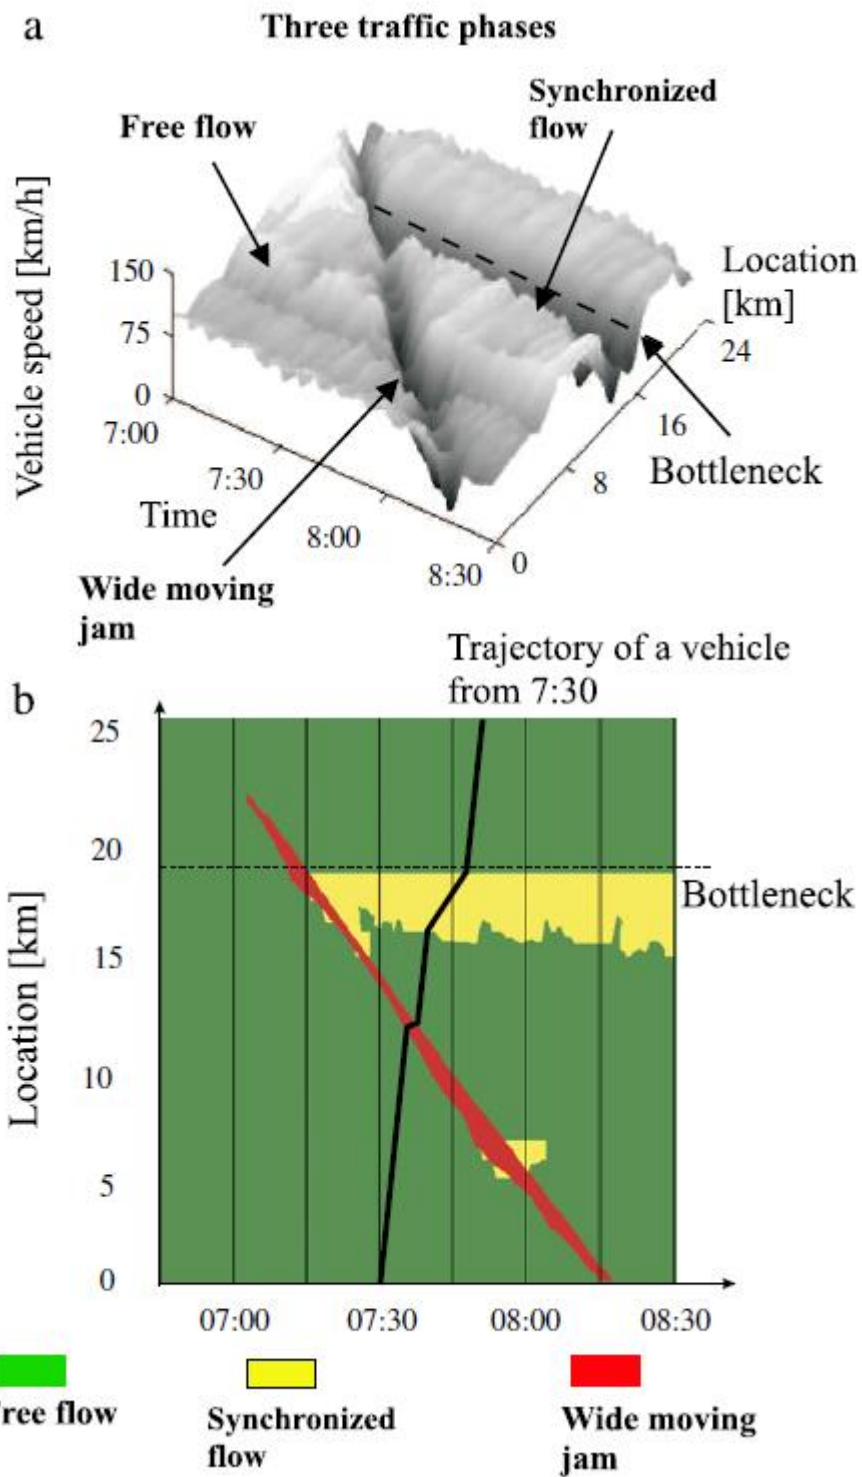 a
Three traffic phases
Free flow
Synchronized
flow
Vehicle speed [km/h]
150
75
0
Location
[km]
24
16
8
0
Bottleneck
7:00
7:30
8:00
8:30
Time
Wide moving
jam
Trajectory of a vehicle
from 7:30
b
Location [km]
25
20
15
10
5
0
Bottleneck
07:00
07:30
08:00
08:30
ree flow
Synchronized
flow
Wide moving
jam